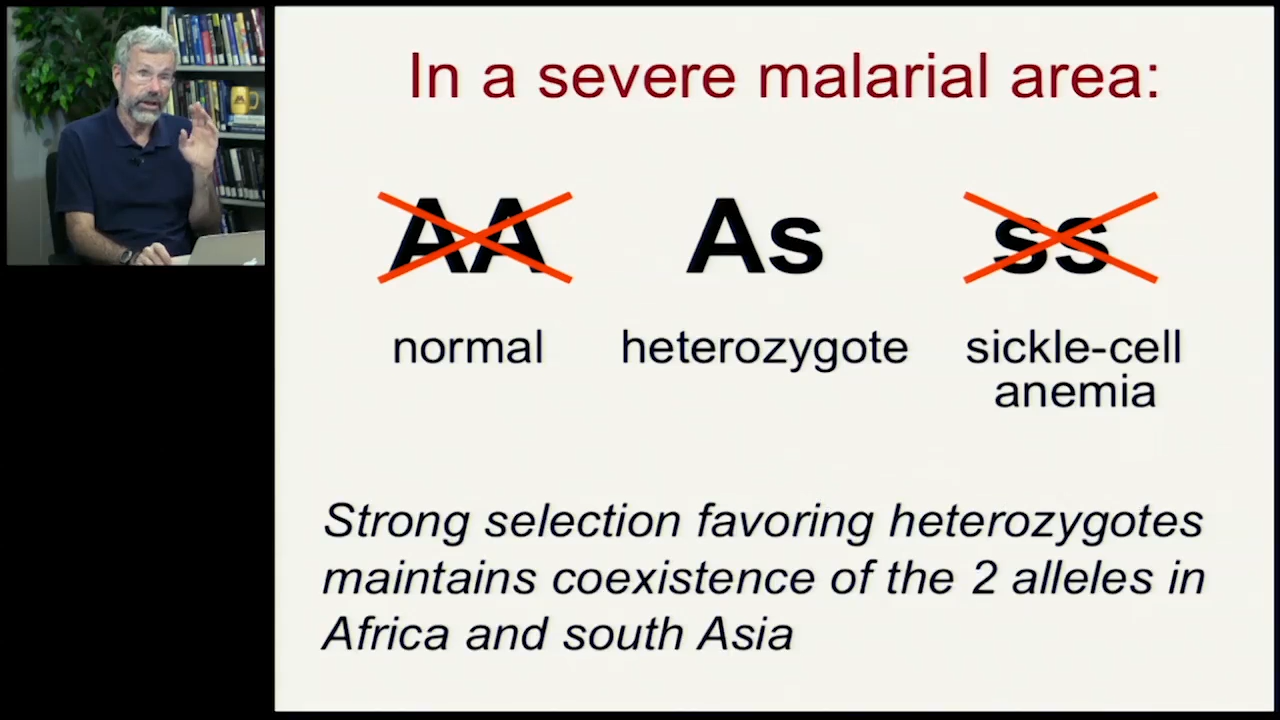 In a severe malarial area:
AA As ss
normal heterozygote sickle-cell
anemia
Strong selection favoring heterozygotes
maintains coexistence of the 2 alleles in
Africa and south Asia